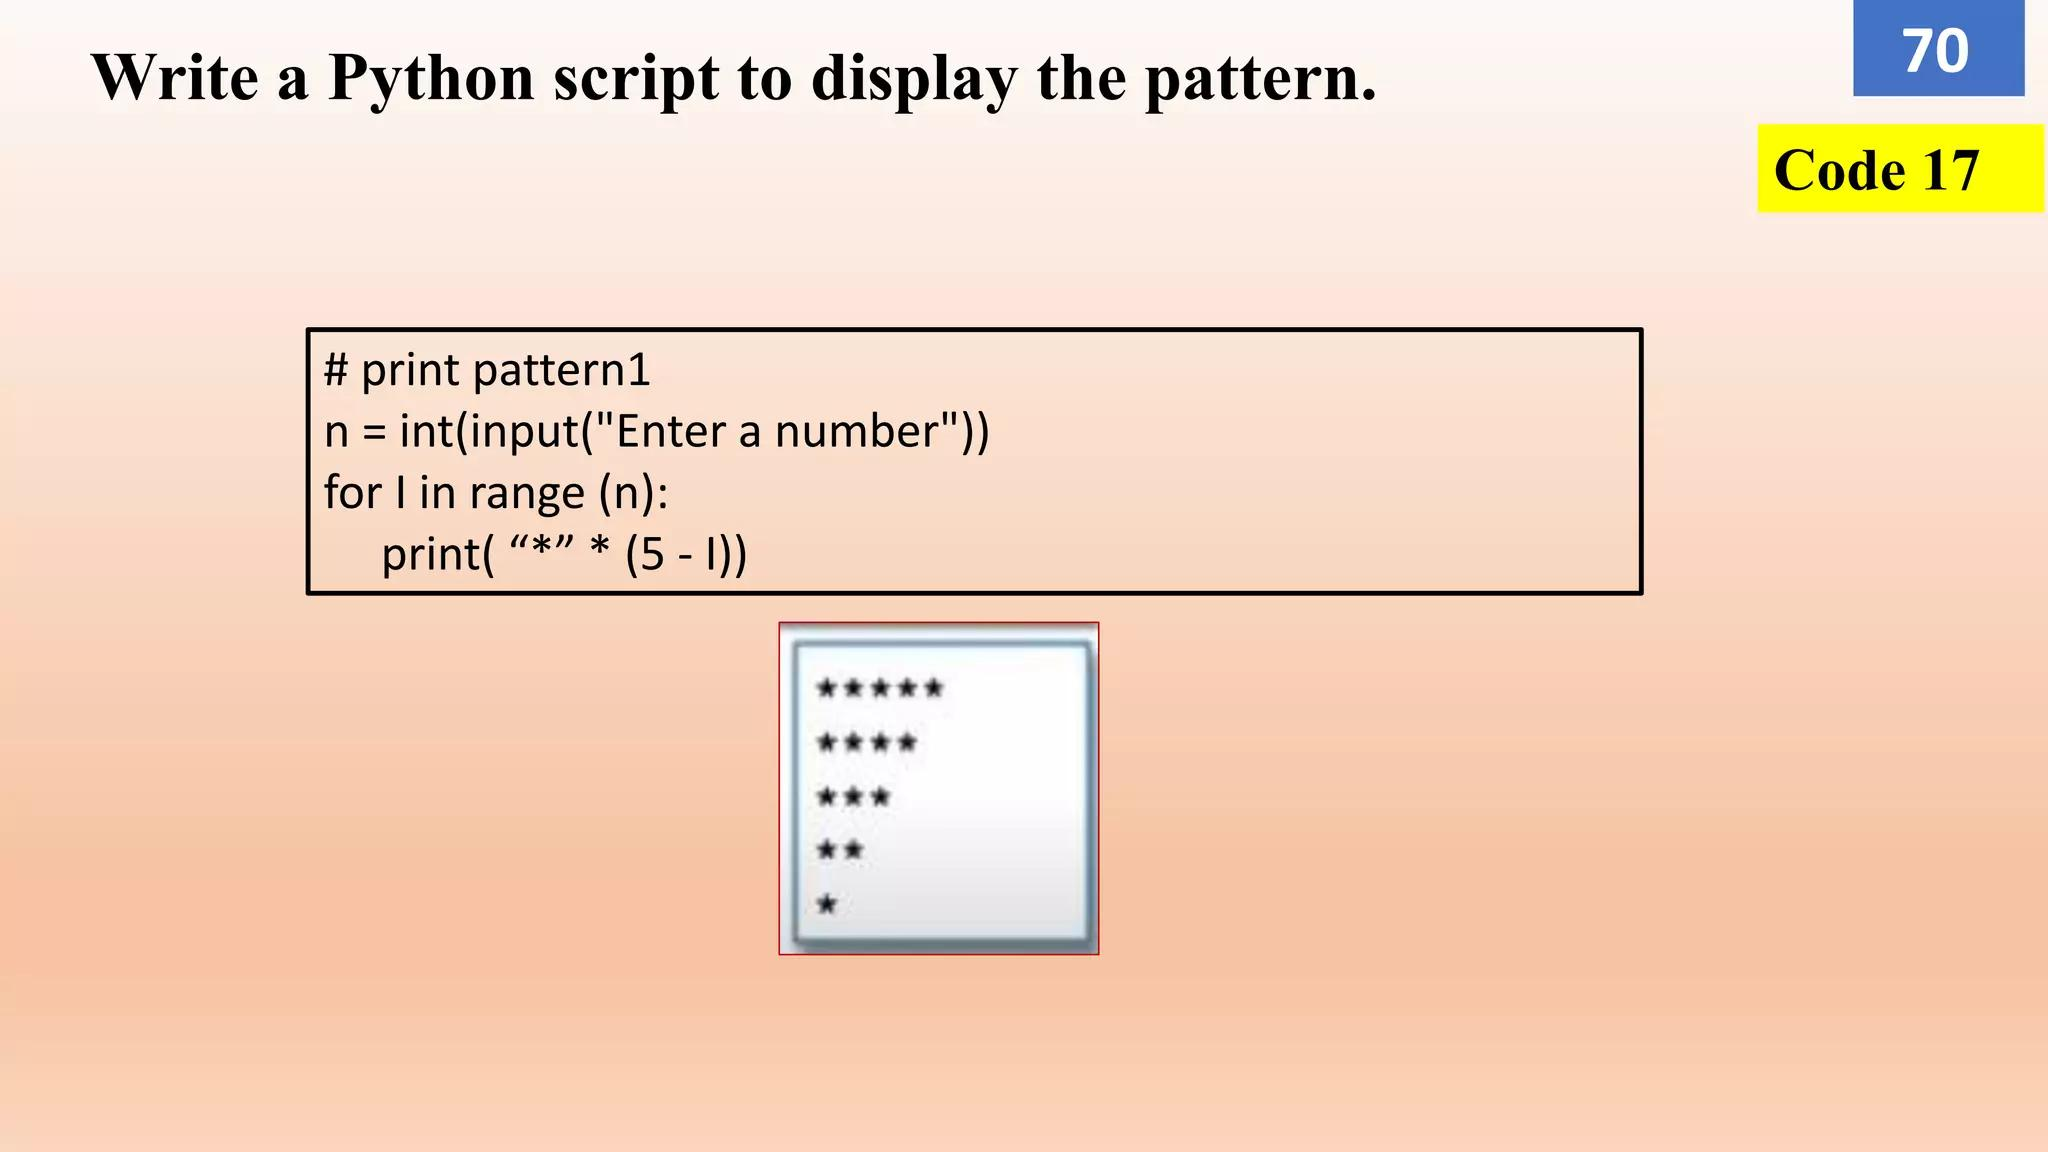 Write a Python script to display the pattern.
70
Code 17
# print pattern1
n = int(input("Enter a number"))
for I in range (n):
print( “*” * (5 - I))
*****
****
***
**
*